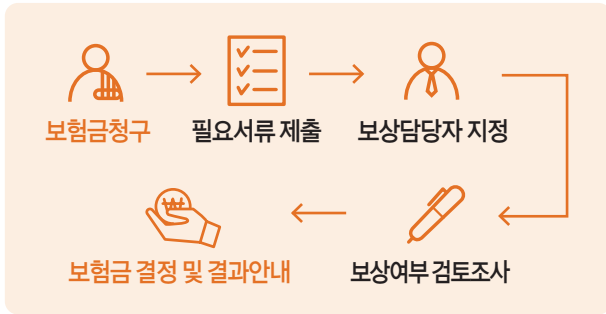 보험금청구
필요서류 제출
보상담당자 지정
보상여부 검토조사
보험금 결정 및 결과안내